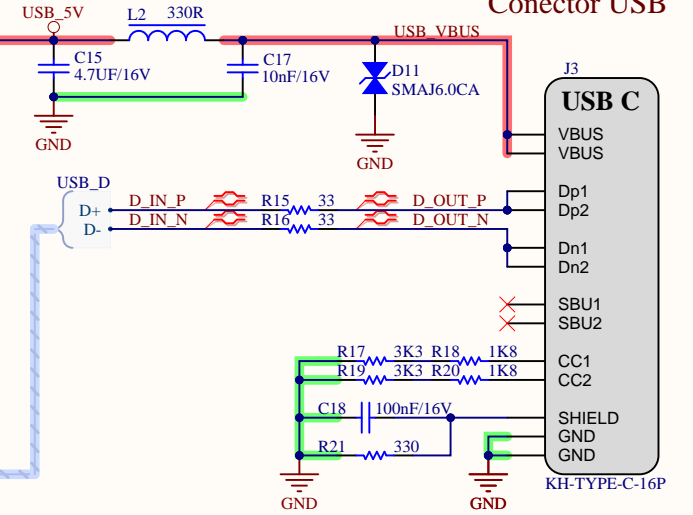 Conector USB
USB_5V
L2 330R
USB_VBUS
C15
4.7UF/16V
C17
10nF/16V
D11
SMAJ6.0CA
GND
GND
J3
USB C
VBUS
VBUS
USB_D
D+ D_IN_P R15 33 D_OUT_P
D- D_IN_N R16 33 D_OUT_N
Dp1
Dp2
Dn1
Dn2
SBU1
SBU2
R17 3K3 R18 1K8 CC1
R19 3K3 R20 1K8 CC2
C18 100nF/16V SHIELD
GND
R21 330 GND
KH-TYPE-C-16P
GND GND